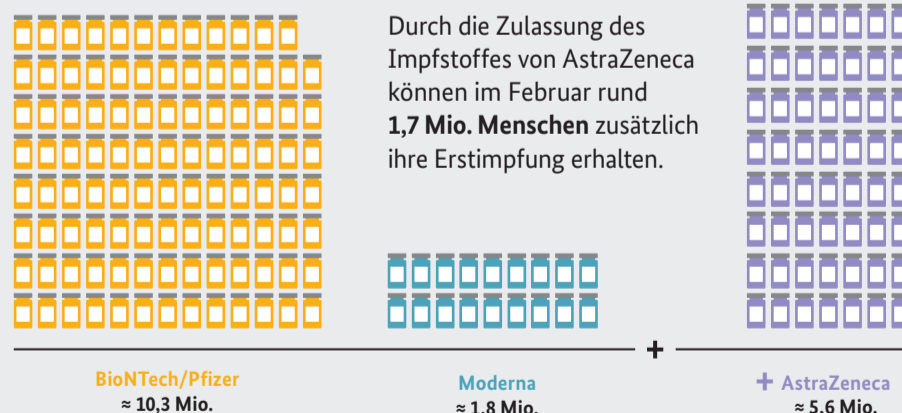 Durch die Zulassung des
Impfstoffes von AstraZeneca
können im Februar rund
1,7 Mio. Menschen zusätzlich
ihre Erstimpfung erhalten.
+
BioNTech/Pfizer
≈ 10,3 Mio.
Moderna
≈ 1,8 Mio.
+ AstraZeneca
≈ 5,6 Mio.